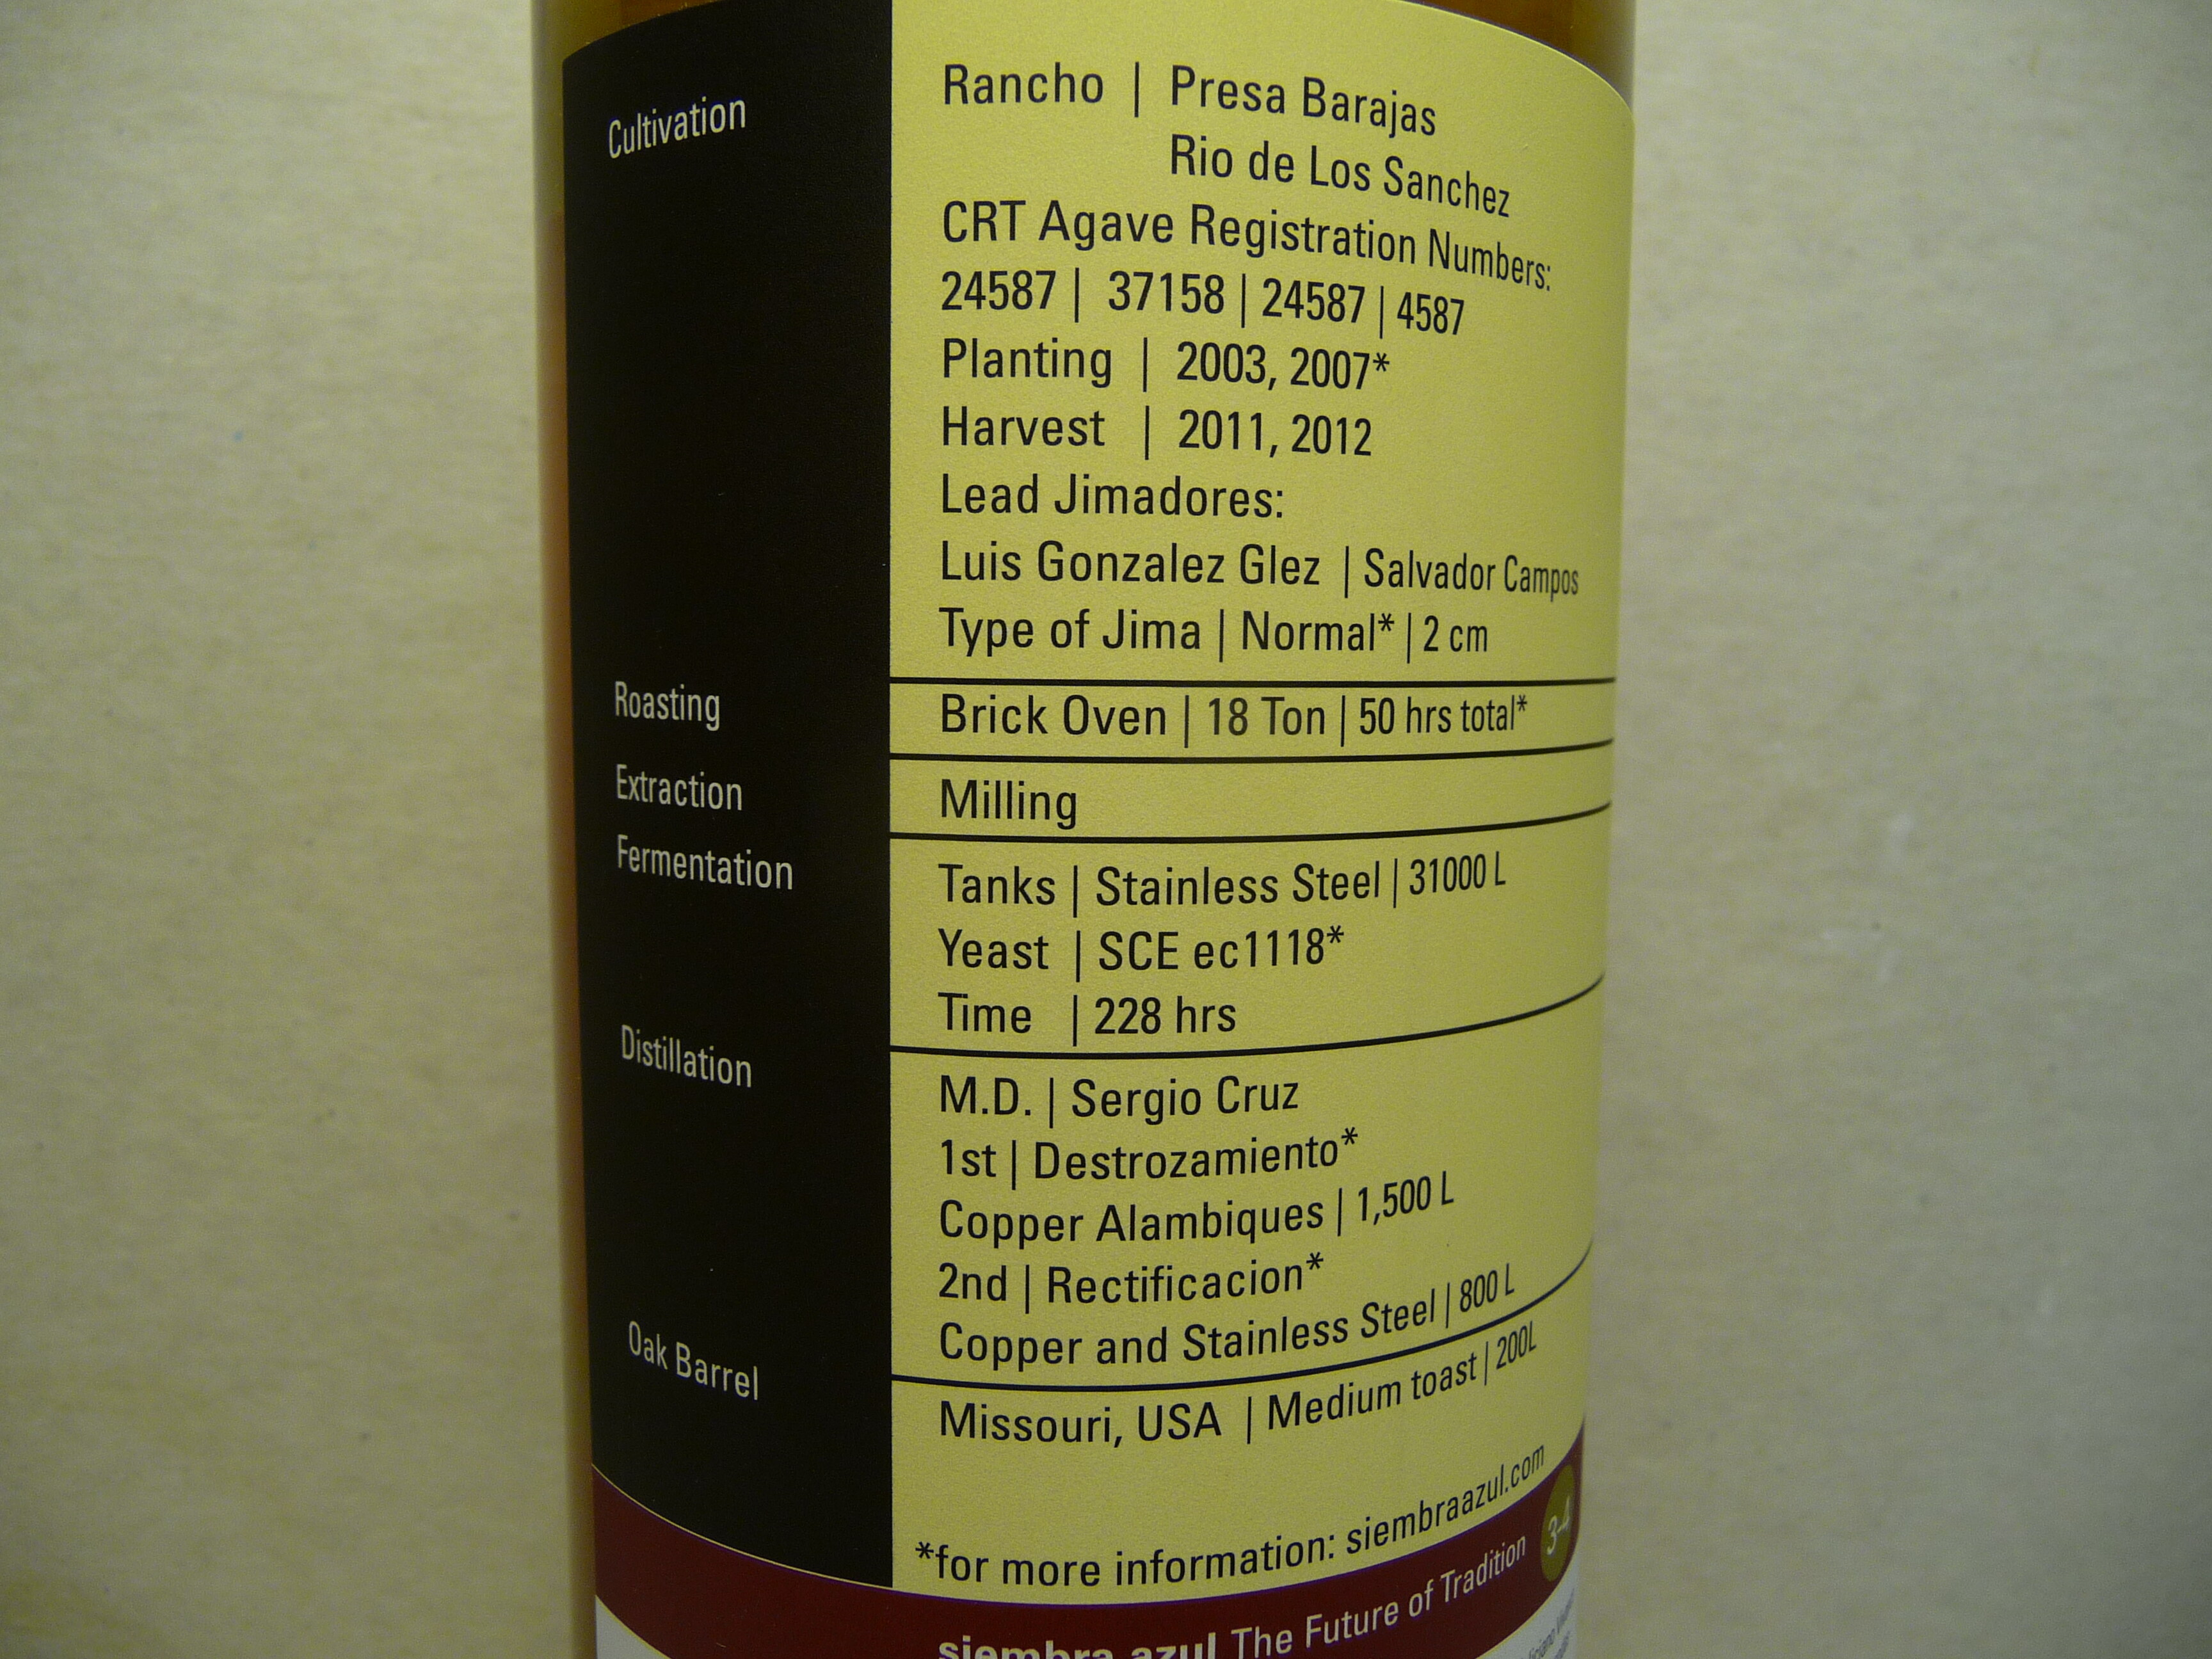 Cultivation
Rancho | Presa Barajas
Rio de Los Sanchez
CRT Agave Registration Numbers:
24587 | 37158 | 24587 | 4587
Planting | 2003, 2007*
Harvest | 2011, 2012
Lead Jimadores:
Luis Gonzalez Glez | Salvador Campos
Type of Jima | Normal* | 2 cm
Roasting
Brick Oven | 18 Ton | 50 hrs total*
Extraction
Milling
Fermentation
Tanks | Stainless Steel | 31000 L
Yeast | SCE ec1118*
Time | 228 hrs
Distillation
M.D. | Sergio Cruz
1st | Destrozamiento*
Copper Alambiques | 1,500 L
2nd | Rectificacion*
Copper and Stainless Steel | 800 L
Oak Barrel
Missouri, USA | Medium toast | 200L
*for more information: siembraazul.com
siembra azul The Future of Tradition
3-4